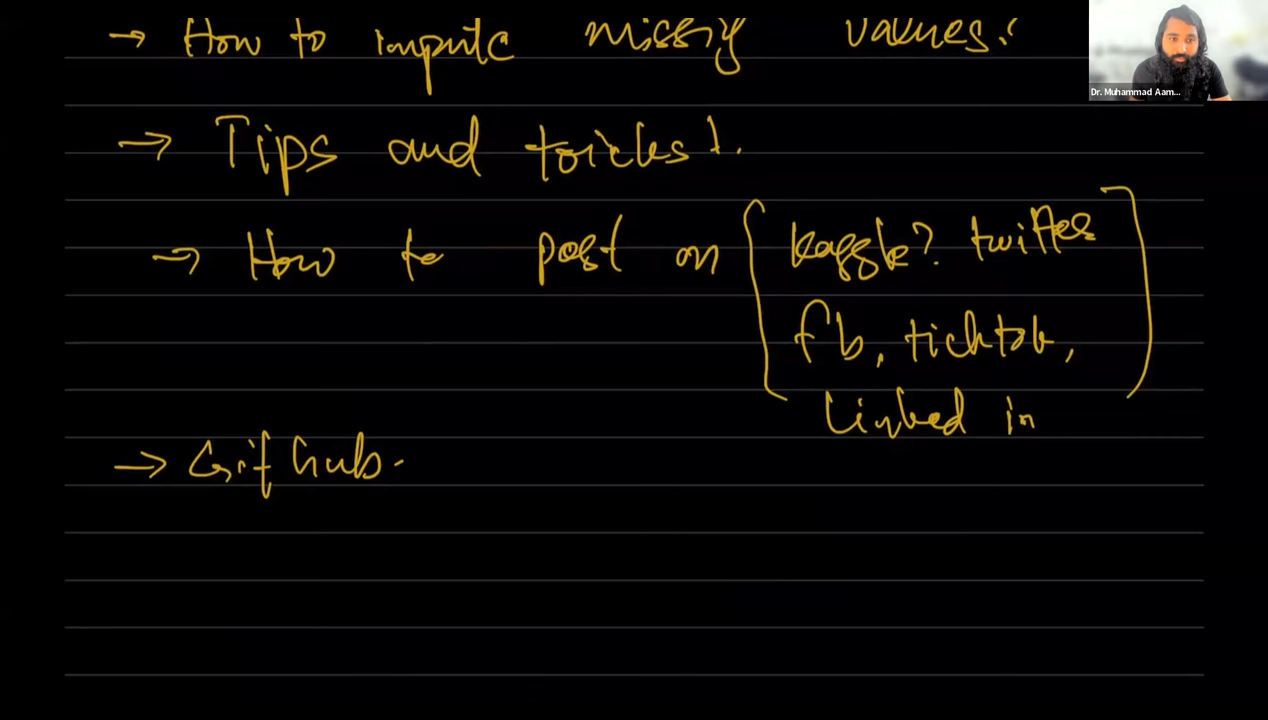 → How to impute missing values?
Dr. Muhammad Aam...
→ Tips and tricks!.
→ How to post on kaggle? twitter
fb, ticktok,
linked in
→ Github.